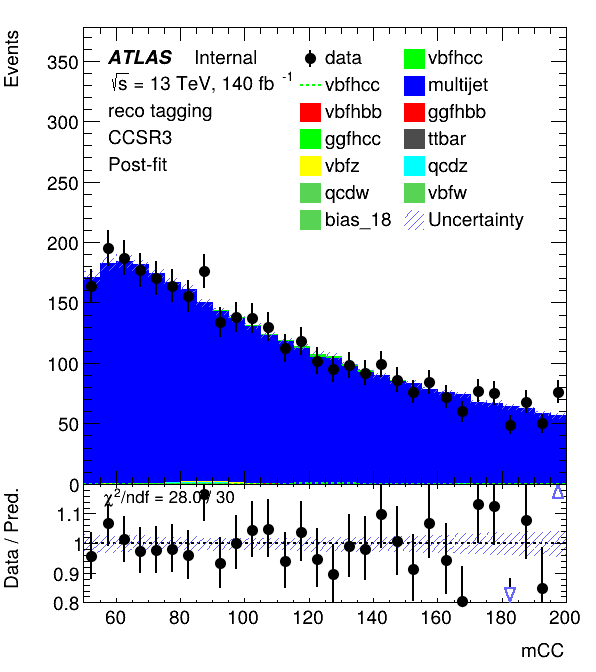 Events
350
300
250
200
150
100
50
0
ATLAS Internal
√s = 13 TeV, 140 fb⁻¹
reco tagging
CCSR3
Post-fit
data vbfhcc
vbfhcc multijet
vbfhbb ggfhbb
ggfhcc ttbar
vbfz qcdz
qcdw vbfw
bias_18 Uncertainty
Data / Pred.
χ²/ndf = 28.0 / 30
1.1
1
0.9
0.8
60 80 100 120 140 160 180 200
mCC